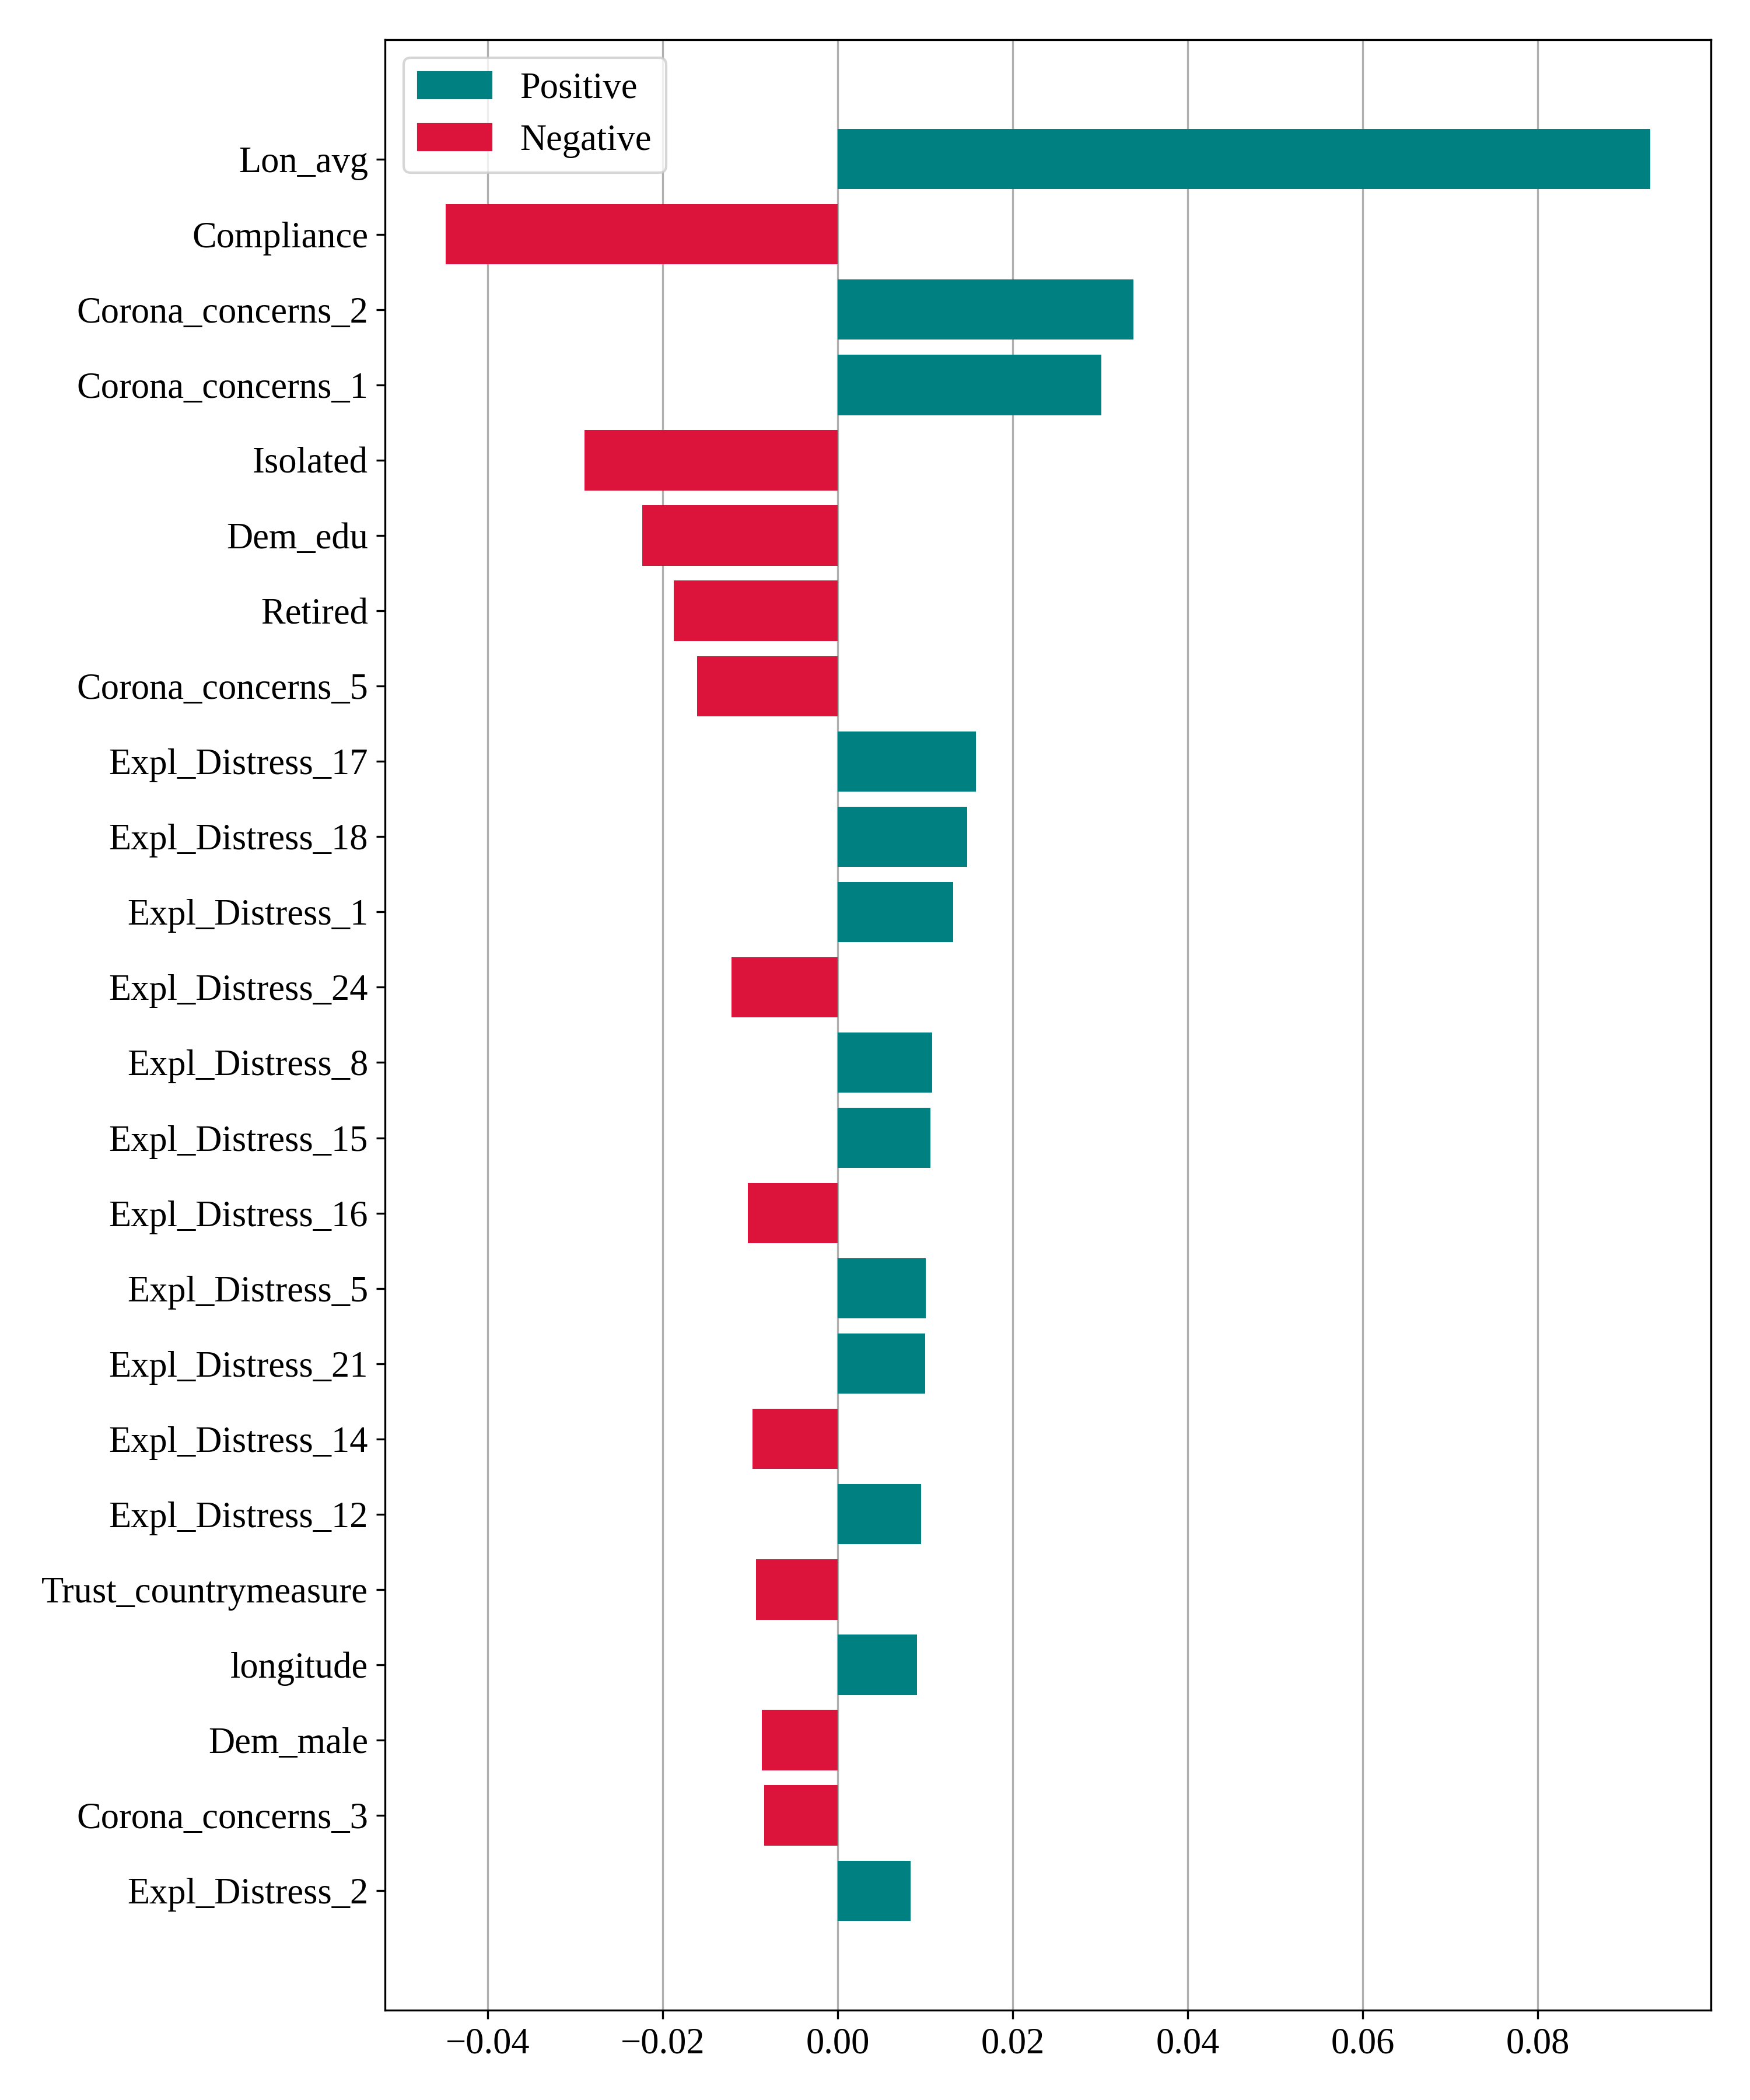 Positive
Negative
Lon_avg
Compliance
Corona_concerns_2
Corona_concerns_1
Isolated
Dem_edu
Retired
Corona_concerns_5
Expl_Distress_17
Expl_Distress_18
Expl_Distress_1
Expl_Distress_24
Expl_Distress_8
Expl_Distress_15
Expl_Distress_16
Expl_Distress_5
Expl_Distress_21
Expl_Distress_14
Expl_Distress_12
Trust_countrymeasure
longitude
Dem_male
Corona_concerns_3
Expl_Distress_2
−0.04 −0.02 0.00 0.02 0.04 0.06 0.08